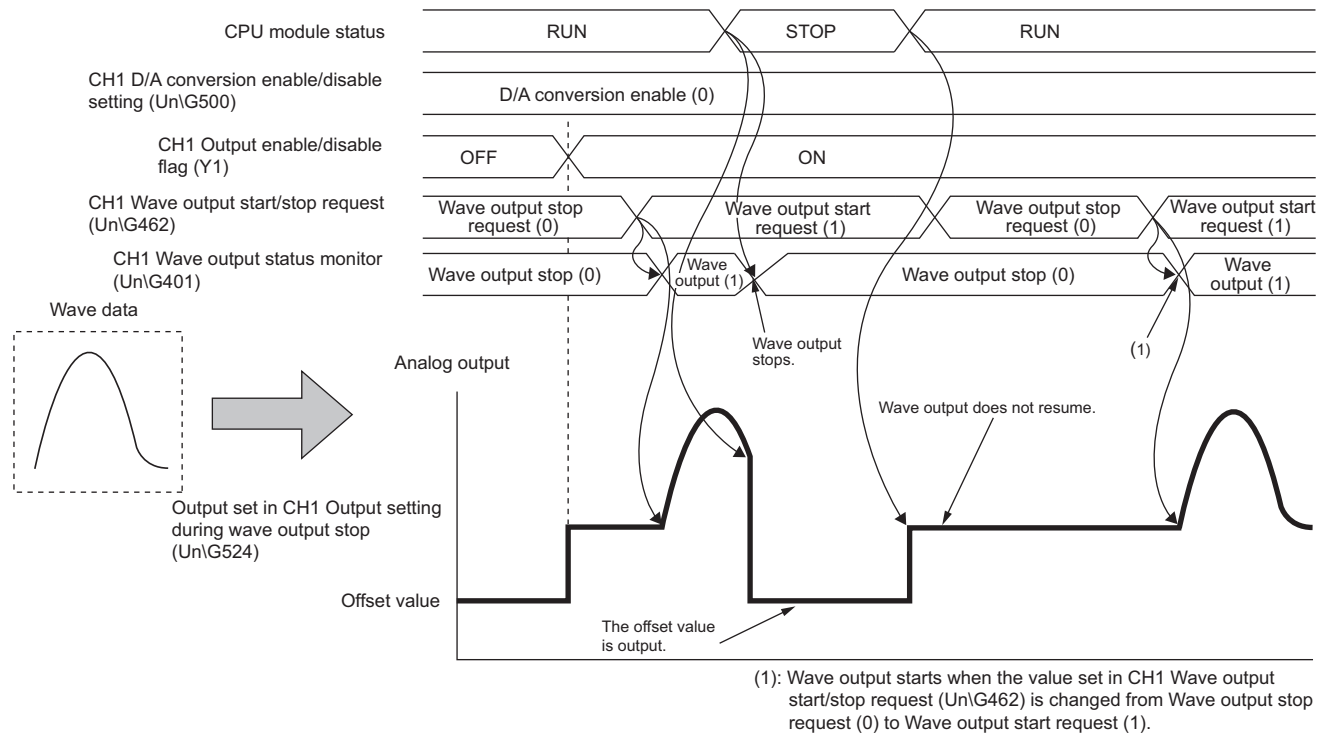 CPU module status
RUN
STOP
RUN
CH1 D/A conversion enable/disable
setting (Un\G500)
D/A conversion enable (0)
CH1 Output enable/disable
flag (Y1)
OFF
ON
CH1 Wave output start/stop request
(Un\G462)
Wave output stop
request (0)
Wave output start
request (1)
Wave output stop
request (0)
Wave output start
request (1)
CH1 Wave output status monitor
(Un\G401)
Wave output stop (0)
Wave
output (1)
Wave output stop (0)
Wave
output (1)
Wave data
Wave output
stops.
(1)
Analog output
Wave output does not resume.
Output set in CH1 Output setting
during wave output stop
(Un\G524)
Offset value
The offset value
is output.
(1): Wave output starts when the value set in CH1 Wave output
start/stop request (Un\G462) is changed from Wave output stop
request (0) to Wave output start request (1).